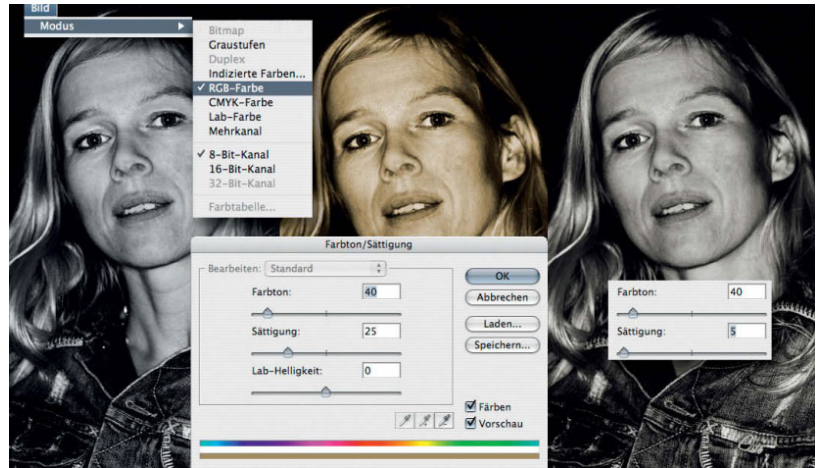 Bild
Modus
Bitmap
Graustufen
Duplex
Indizierte Farben...
✓ RGB-Farbe
CMYK-Farbe
Lab-Farbe
Mehrkanal
✓ 8-Bit-Kanal
16-Bit-Kanal
32-Bit-Kanal
Farbtabelle...
Farbton/Sättigung
Bearbeiten: Standard
Farbton: 40
Sättigung: 25
Lab-Helligkeit: 0
OK
Abbrechen
Laden...
Speichern...
Färben
Vorschau
Farbton: 40
Sättigung: 5